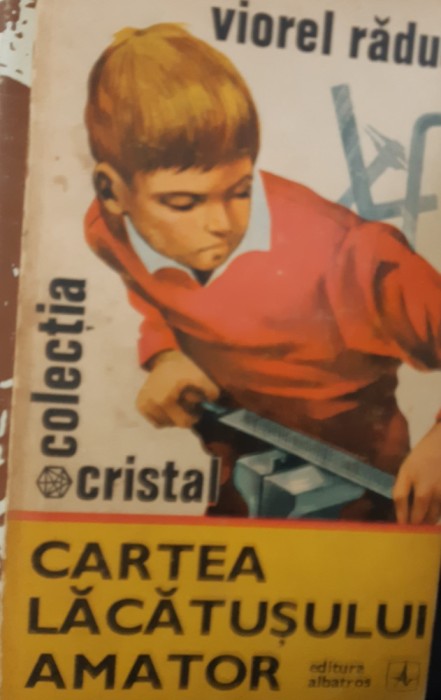 viorel rădu
colecția
cristal
CARTEA
LĂCĂTUȘULUI
AMATOR
editura
albatros